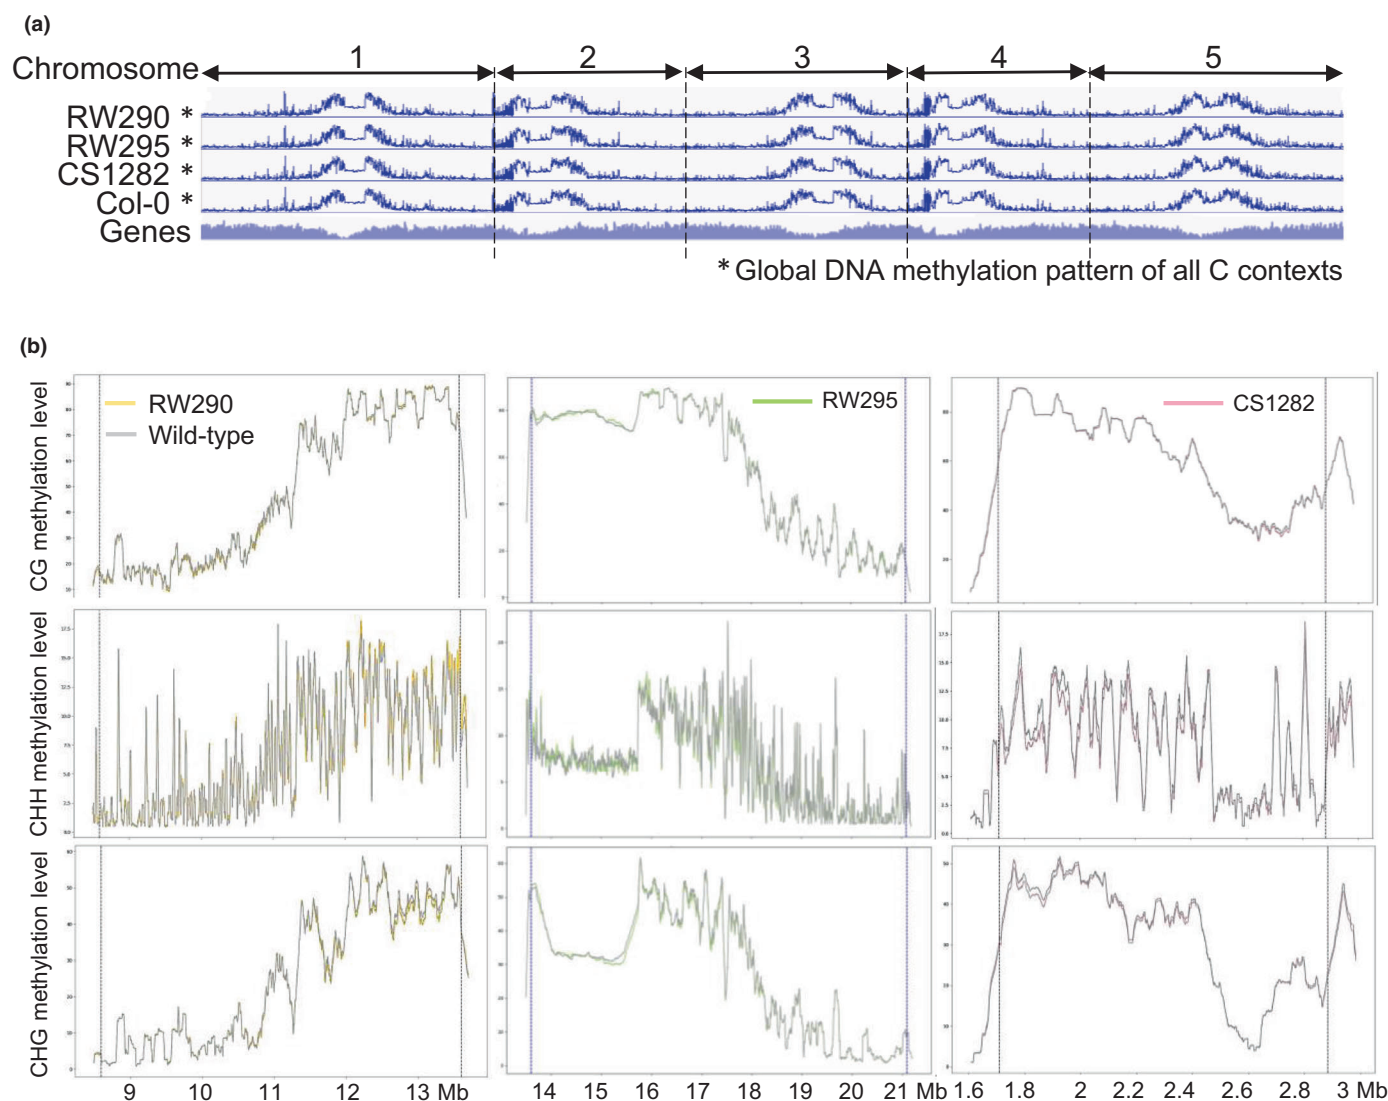 (a)
1 2 3 4 5
Chromosome
RW290 *
RW295 *
CS1282 *
Col-0 *
Genes
* Global DNA methylation pattern of all C contexts
(b)
CG methylation level
RW290
Wild-type
RW295
CS1282
CHH methylation level
CHG methylation level
9 10 11 12 13 Mb
14 15 16 17 18 19 20 21 Mb
1.6 1.8 2 2.2 2.4 2.6 2.8 3 Mb